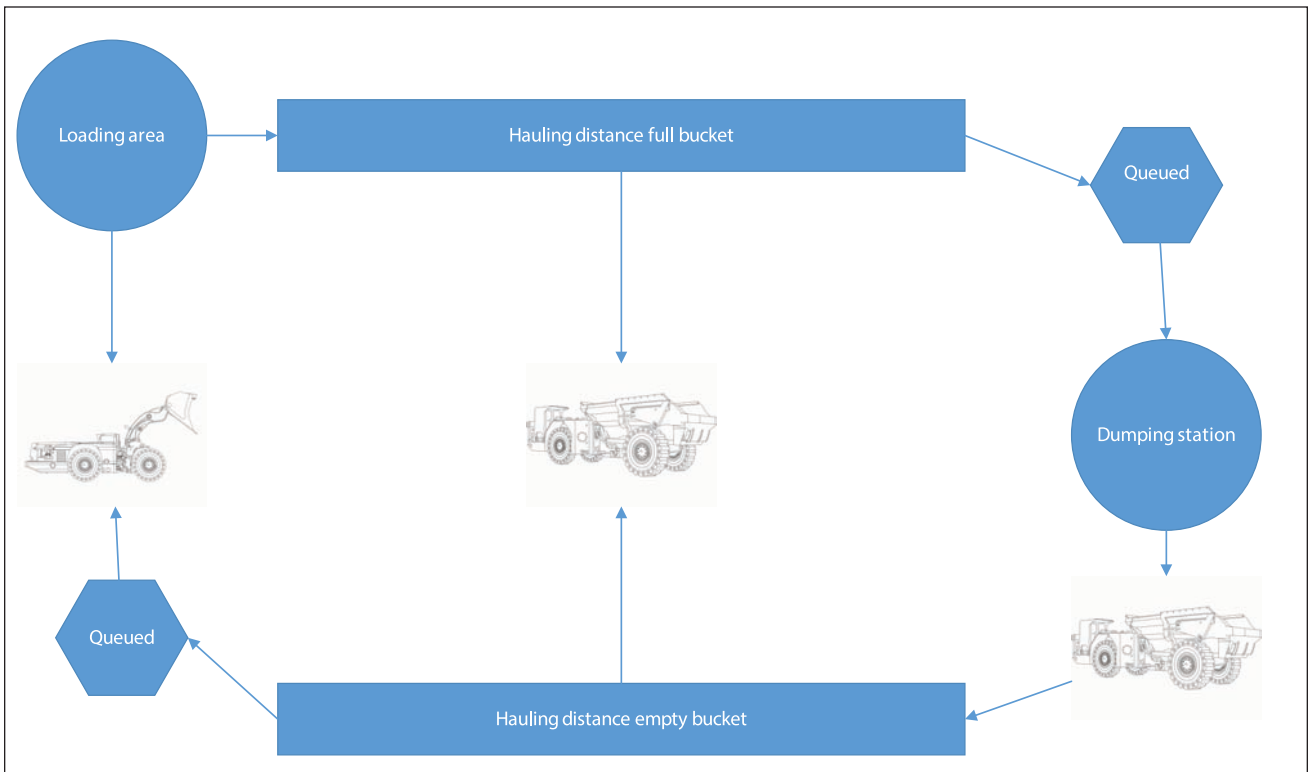 Loading area
Hauling distance full bucket
Queued
Dumping station
Queued
Hauling distance empty bucket